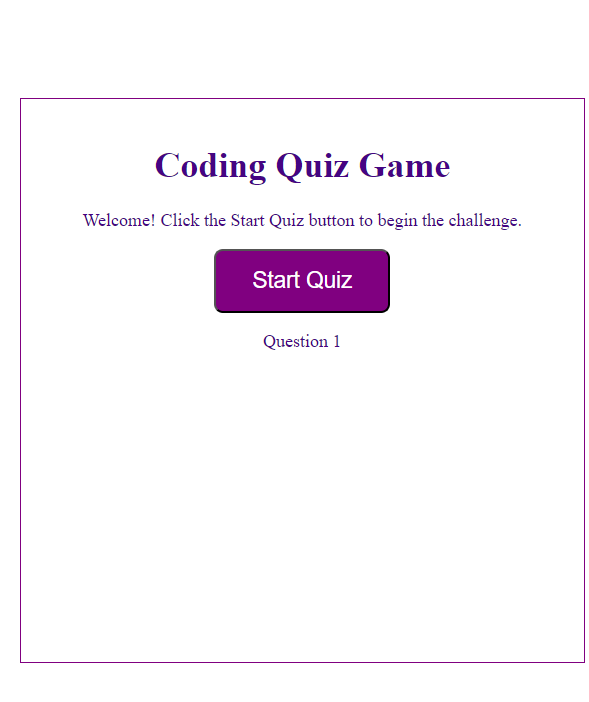 Coding Quiz Game
Welcome! Click the Start Quiz button to begin the challenge.
Start Quiz
Question 1